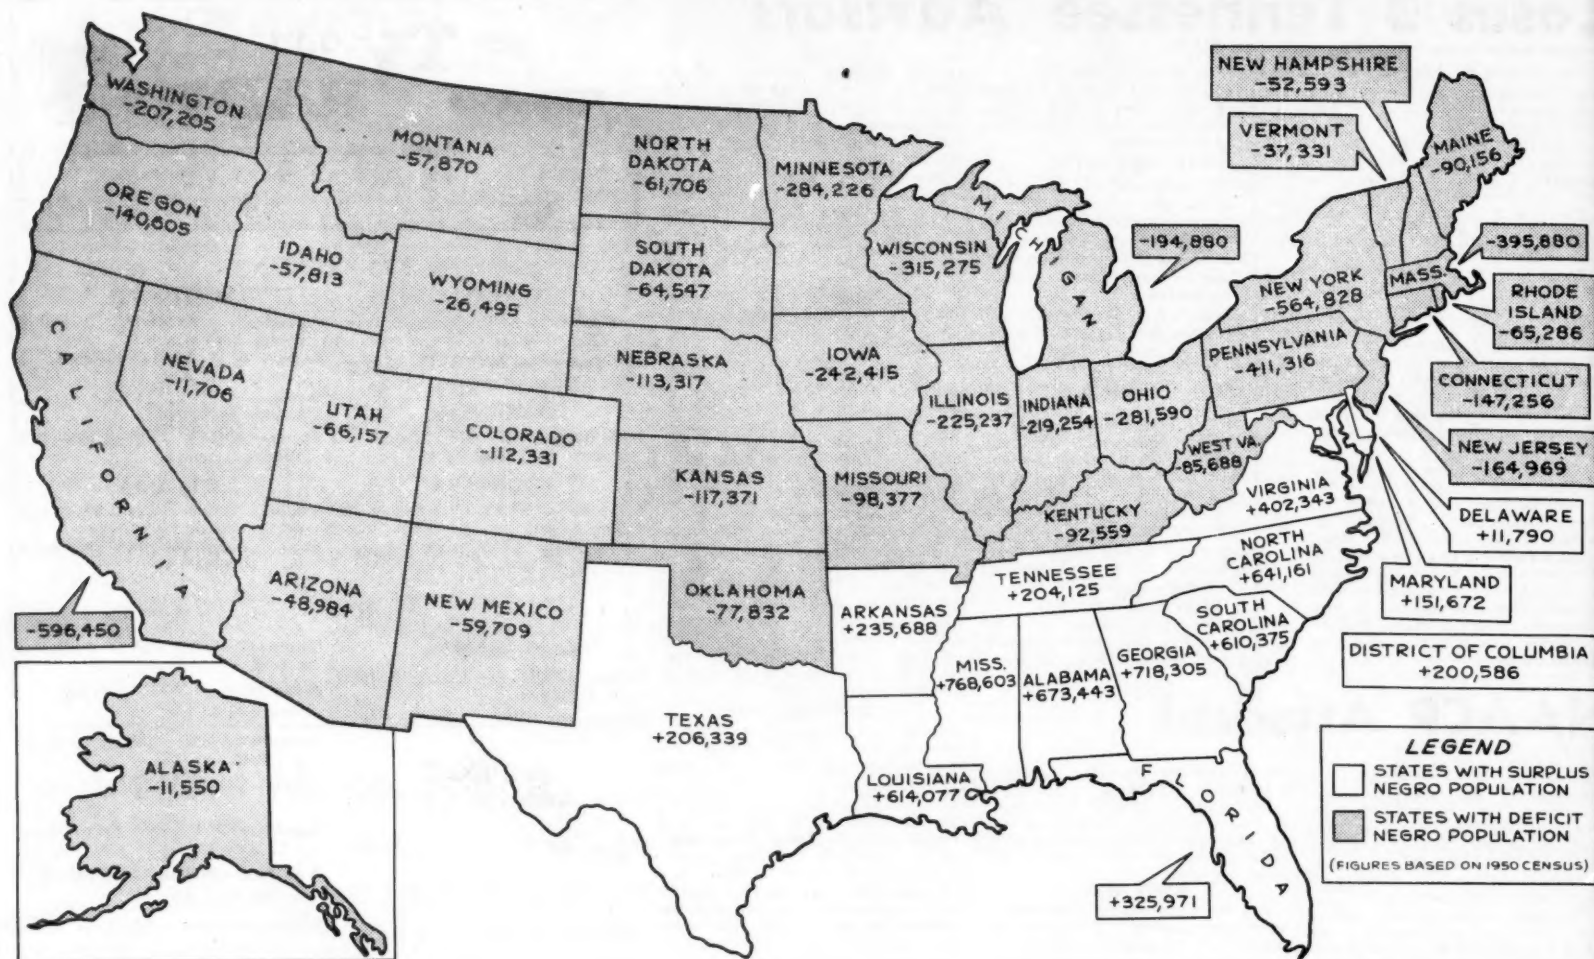 WASHINGTON
-207,205
OREGON
-140,605
CALIFORNIA
-596,450
IDAHO
-57,813
NEVADA
-11,706
MONTANA
-57,870
WYOMING
-26,495
UTAH
-66,157
COLORADO
-112,331
ARIZONA
-48,984
NEW MEXICO
-59,709
NORTH
DAKOTA
-61,706
SOUTH
DAKOTA
-64,547
NEBRASKA
-113,317
KANSAS
-117,371
OKLAHOMA
-77,832
TEXAS
+206,339
MINNESOTA
-284,226
IOWA
-242,415
MISSOURI
-98,377
ARKANSAS
+235,688
LOUISIANA
+614,077
WISCONSIN
-315,275
MICHIGAN
-194,880
ILLINOIS
-225,237
INDIANA
-219,254
OHIO
-281,590
KENTUCKY
-92,559
TENNESSEE
+204,125
MISS.
+768,603
ALABAMA
+673,443
GEORGIA
+718,305
FLORIDA
+325,971
SOUTH
CAROLINA
+610,375
NORTH
CAROLINA
+641,161
VIRGINIA
+402,343
WEST VA.
-85,688
PENNSYLVANIA
-411,316
NEW YORK
-564,828
NEW HAMPSHIRE
-52,593
VERMONT
-37,331
MAINE
-90,156
MASS.
-395,880
RHODE
ISLAND
-65,286
CONNECTICUT
-147,256
NEW JERSEY
-164,969
DELAWARE
+11,790
MARYLAND
+151,672
DISTRICT OF COLUMBIA
+200,586
ALASKA
-11,550
LEGEND
STATES WITH SURPLUS
NEGRO POPULATION
STATES WITH DEFICIT
NEGRO POPULATION
(FIGURES BASED ON 1950 CENSUS)